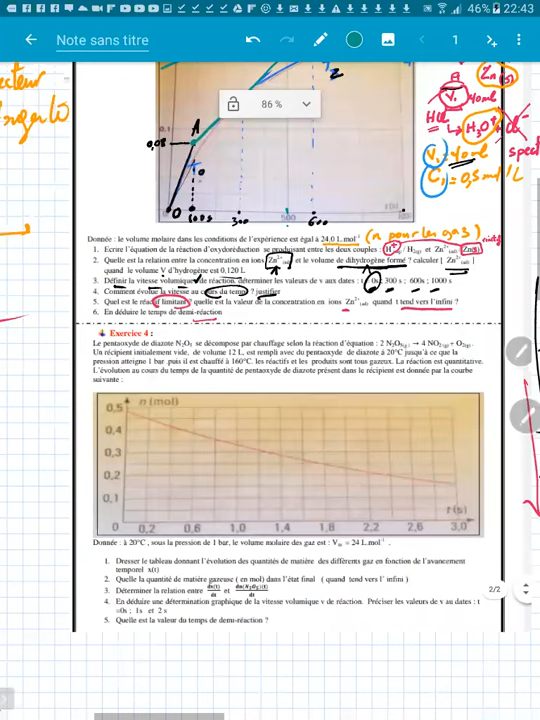 46% 22:43
Note sans titre
1
86 %
0,08
A
0
100s
300
500
600
Zn(s)
V₁
40ml
HCl
H₃O⁺
V₁ = 40ml
C₁ = 0,5 mol/L
Donnée : le volume molaire dans les conditions de l'expérience est égal à 24.0 L.mol⁻¹
1. Ecrire l'équation de la réaction d'oxydoréduction se produisant entre les deux couples : H⁺/ H₂(g) et Zn²⁺(aq)/ Zn(s)
2. Quelle est la relation entre la concentration en ions Zn²⁺(aq) et le volume de dihydrogène formé ? calculer [ Zn²⁺(aq) ]
quand le volume V d'hydrogène est 0,120 L
3. Définir la vitesse volumique de réaction, déterminer les valeurs de v aux dates : t 0s ; 300 s ; 600s ; 1000 s
4. Comment évolue la vitesse au cours du temps ? justifier
5. Quel est le réactif limitant, quelle est la valeur de la concentration en ions Zn²⁺(aq) quand t tend vers l'infini ?
6. En déduire le temps de demi-réaction
Exercice 4 :
Le pentaoxyde de diazote N₂O₅ se décompose par chauffage selon la réaction d'équation : 2 N₂O₅(g) → 4 NO₂(g) + O₂(g)
Un récipient initialement vide, de volume 12 L, est rempli avec du pentaoxyde de diazote à 20°C jusqu'à ce que la
pression atteigne 1 bar puis il est chauffé à 160°C, les réactifs et les produits sont tous gazeux. La réaction est quantitative.
L'évolution au cours du temps de la quantité de pentaoxyde de diazote présent dans le récipient est donnée par la courbe
suivante :
n (mol)
0,5
0,4
0,3
0,2
0,1
t(s)
0 0,2 0,6 1,0 1,4 1,8 2,2 2,6 3,0
Donnée : à 20°C, sous la pression de 1 bar, le volume molaire des gaz est : Vm = 24 L.mol⁻¹ .
1. Dresser le tableau donnant l'évolution des quantités de matière des différents gaz en fonction de l'avancement
temporel x(t)
2. Quelle la quantité de matière gazeuse ( en mol) dans l'état final ( quand tend vers l' infini )
3. Déterminer la relation entre dx(t)/dt et dn(N₂O₅)(t)/dt
4. En déduire une détermination graphique de la vitesse volumique v de réaction. Préciser les valeurs de v au dates : t
=0s ; 1s et 2 s
5. Quelle est la valeur du temps de demi-réaction ?
2/2